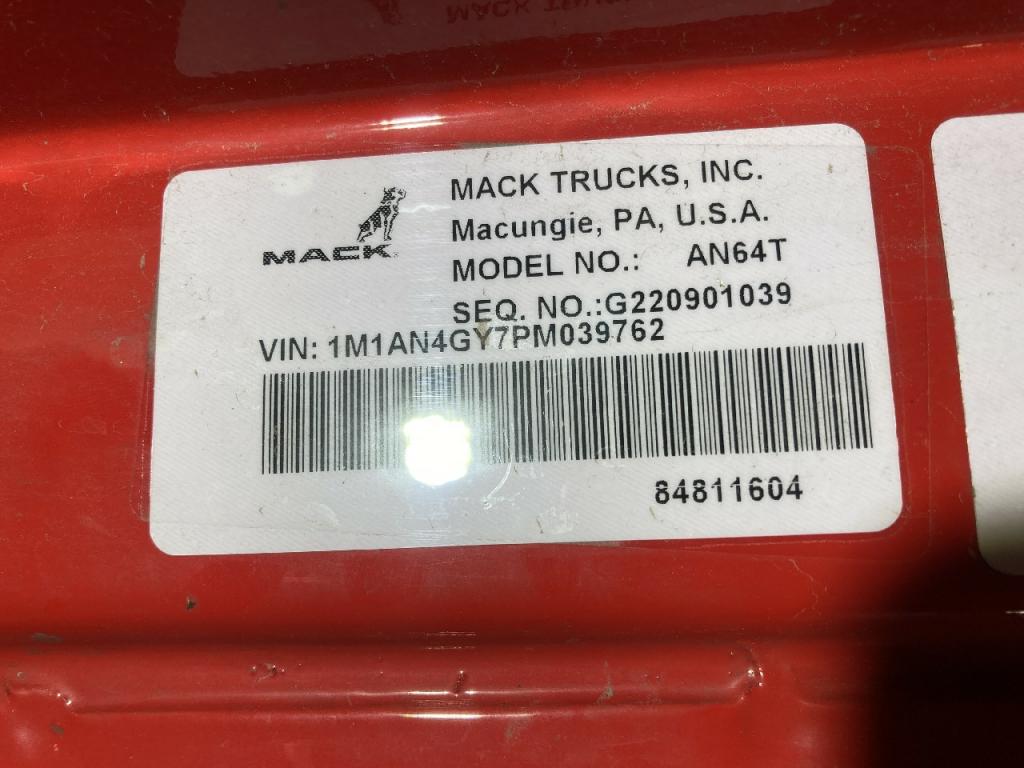 MACK TRUCKS, INC.
Macungie, PA, U.S.A.
MACK
MODEL NO.: AN64T
SEQ. NO.:G220901039
VIN: 1M1AN4GY7PM039762
84811604